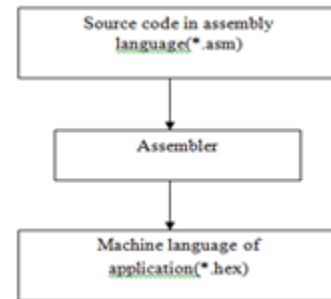 Source code in assembly
language(*.asm)
Assembler
Machine language of
application(*.hex)